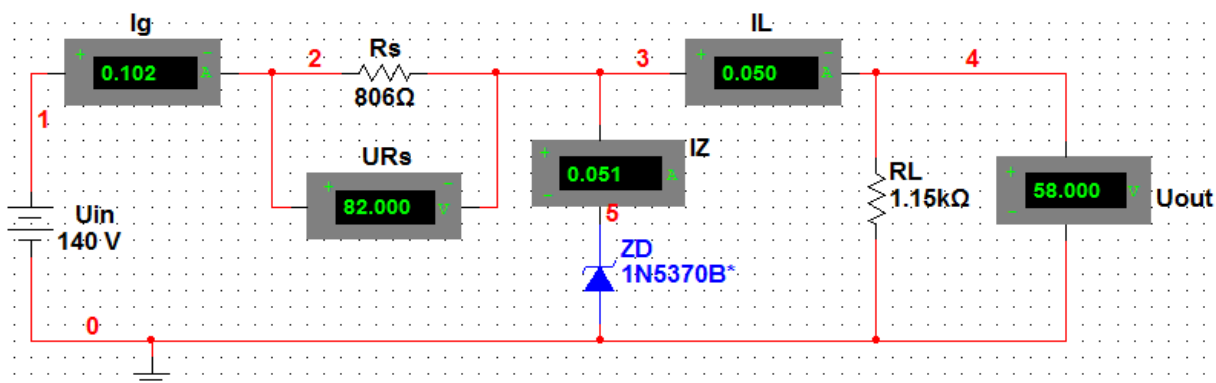 Ig
+ 0.102 - A
2
Rs
806Ω
3
IL
+ 0.050 - A
4
1
URs
+ 82.000 - V
IZ
+ 0.051 - A
5
RL
1.15kΩ
+ 58.000 - V
Uout
Uin
140 V
ZD
1N5370B*
0